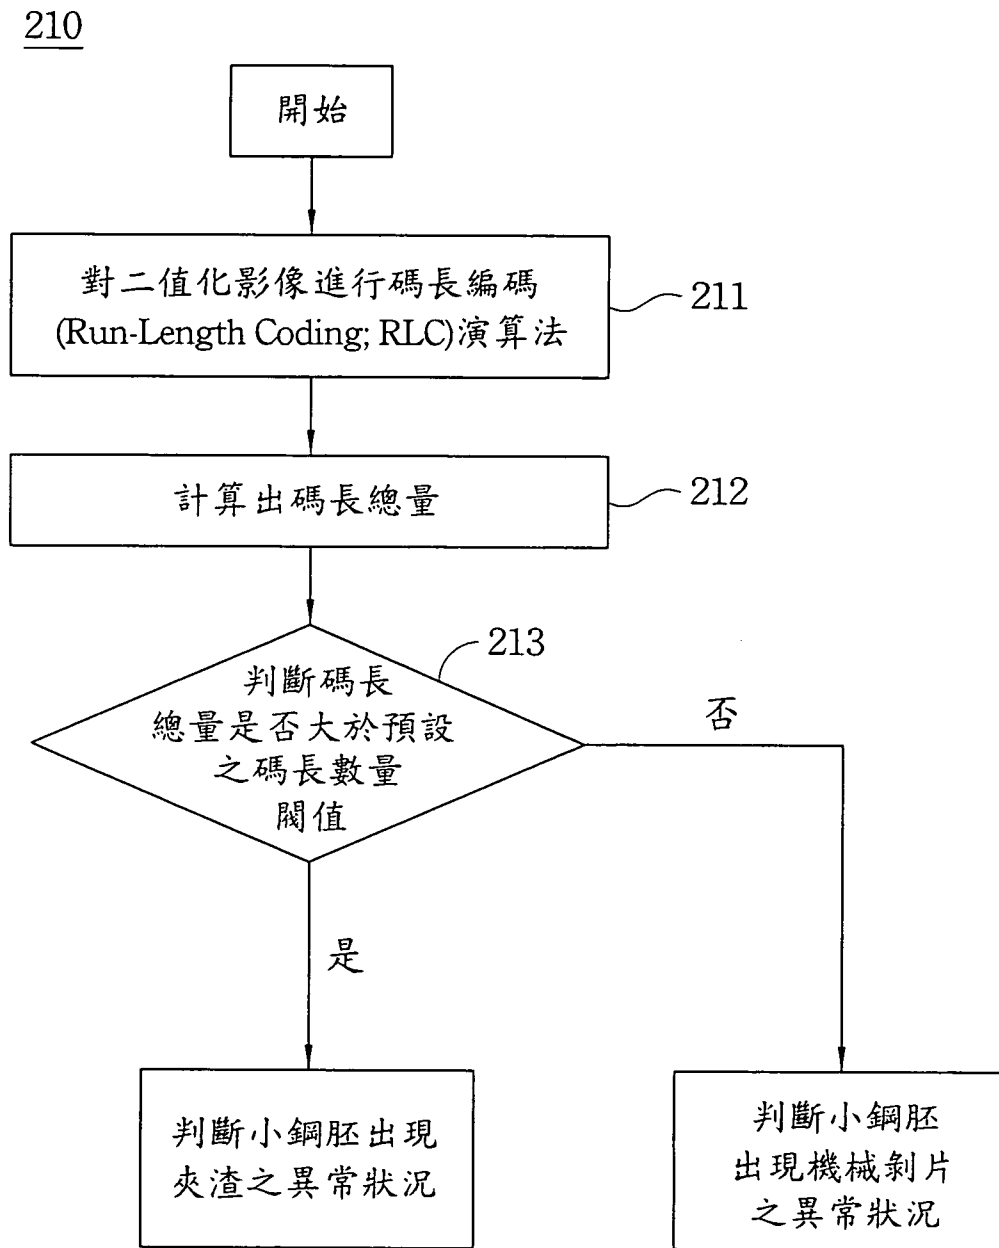 210
開始
對二值化影像進行碼長編碼
(Run-Length Coding; RLC)演算法
211
計算出碼長總量
212
213
判斷碼長
總量是否大於預設
之碼長數量
閥值
否
是
判斷小鋼胚出現
夾渣之異常狀況
判斷小鋼胚
出現機械剝片
之異常狀況